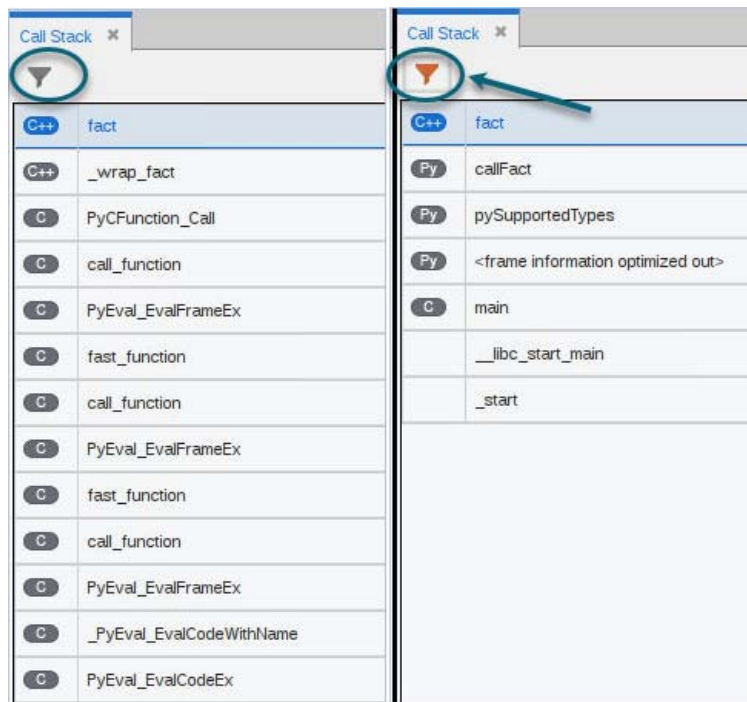 Call Stack ✖
C++ fact
C++ _wrap_fact
C PyCFunction_Call
C call_function
C PyEval_EvalFrameEx
C fast_function
C call_function
C PyEval_EvalFrameEx
C fast_function
C call_function
C PyEval_EvalFrameEx
C _PyEval_EvalCodeWithName
C PyEval_EvalCodeEx
Call Stack ✖
C++ fact
Py callFact
Py pySupportedTypes
Py <frame information optimized out>
C main
__libc_start_main
_start